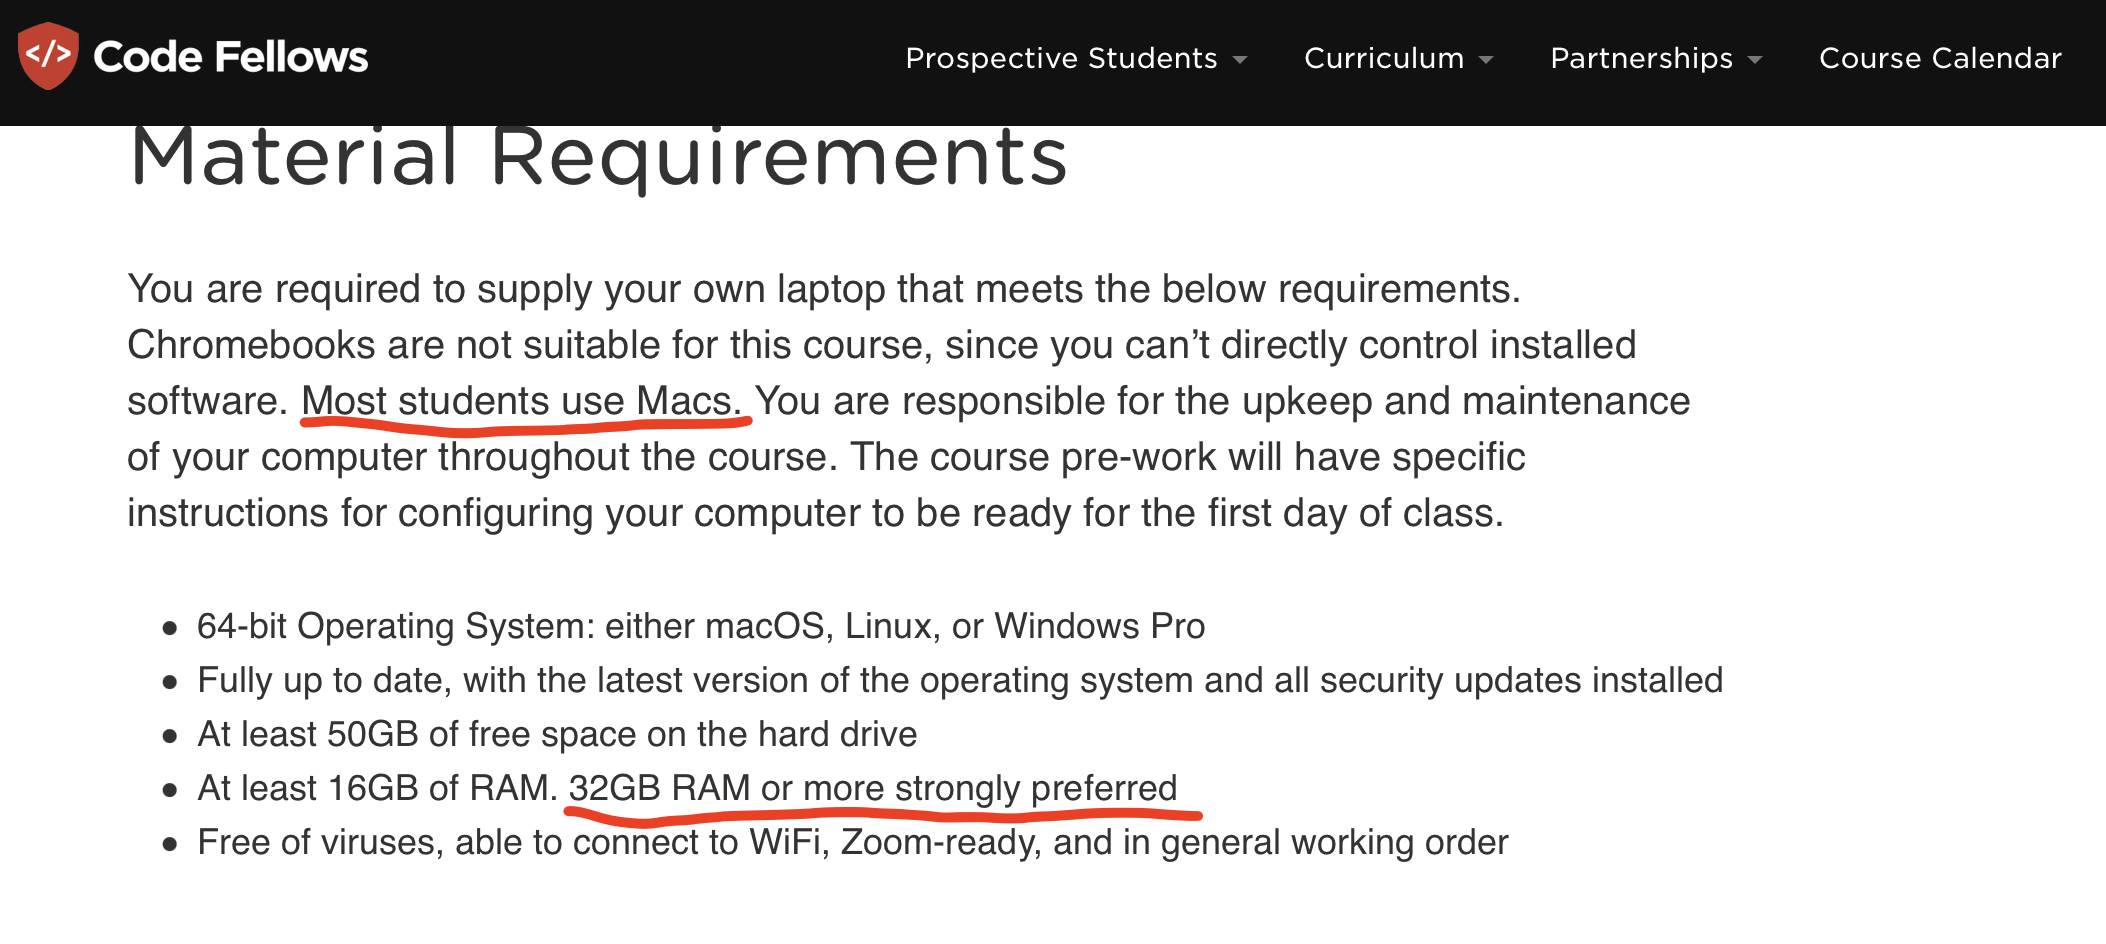 </> Code Fellows Prospective Students Curriculum Partnerships Course Calendar
Material Requirements
You are required to supply your own laptop that meets the below requirements.
Chromebooks are not suitable for this course, since you can’t directly control installed
software. Most students use Macs. You are responsible for the upkeep and maintenance
of your computer throughout the course. The course pre-work will have specific
instructions for configuring your computer to be ready for the first day of class.
• 64-bit Operating System: either macOS, Linux, or Windows Pro
• Fully up to date, with the latest version of the operating system and all security updates installed
• At least 50GB of free space on the hard drive
• At least 16GB of RAM. 32GB RAM or more strongly preferred
• Free of viruses, able to connect to WiFi, Zoom-ready, and in general working order